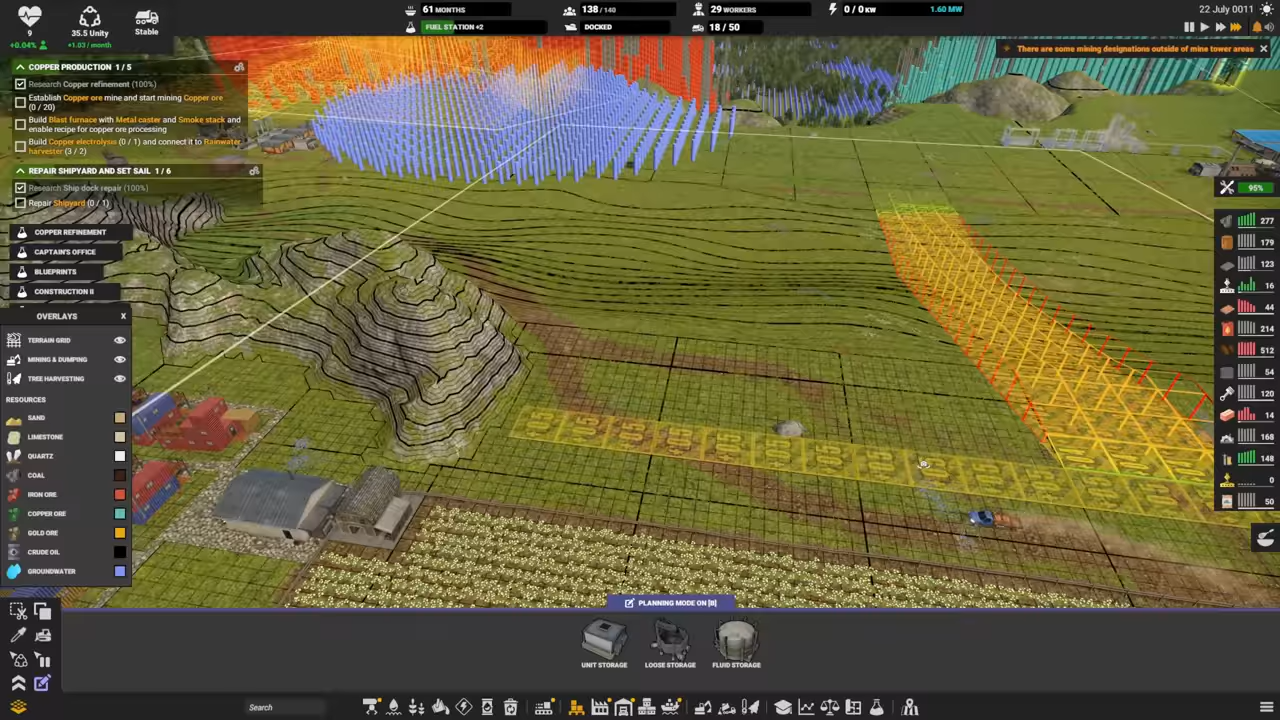 61 MONTHS
138 / 140
29 WORKERS
0 / 0 KW
1.60 MW
22 July 0011
9
35.5 Unity
Stable
+0.04%
+1.03 / month
FUEL STATION +2
DOCKED
18 / 50
There are some mining designations outside of mine tower areas
COPPER PRODUCTION 1 / 5
Research Copper refinement (100%)
Establish Copper ore mine and start mining Copper ore
(0 / 20)
Build Blast furnace with Metal caster and Smoke stack and
enable recipe for copper ore processing
Build Copper electrolysis (0 / 1) and connect it to Rainwater
harvester (3 / 2)
REPAIR SHIPYARD AND SET SAIL 1 / 6
Research Ship dock repair (100%)
Repair Shipyard (0 / 1)
COPPER REFINEMENT
CAPTAIN'S OFFICE
BLUEPRINTS
CONSTRUCTION II
OVERLAYS
X
TERRAIN GRID
MINING & DUMPING
TREE HARVESTING
RESOURCES
SAND
LIMESTONE
QUARTZ
COAL
IRON ORE
COPPER ORE
GOLD ORE
CRUDE OIL
GROUNDWATER
95%
277
179
123
16
44
214
512
54
120
14
168
148
0
50
PLANNING MODE ON [B]
UNIT STORAGE
LOOSE STORAGE
FLUID STORAGE
Search